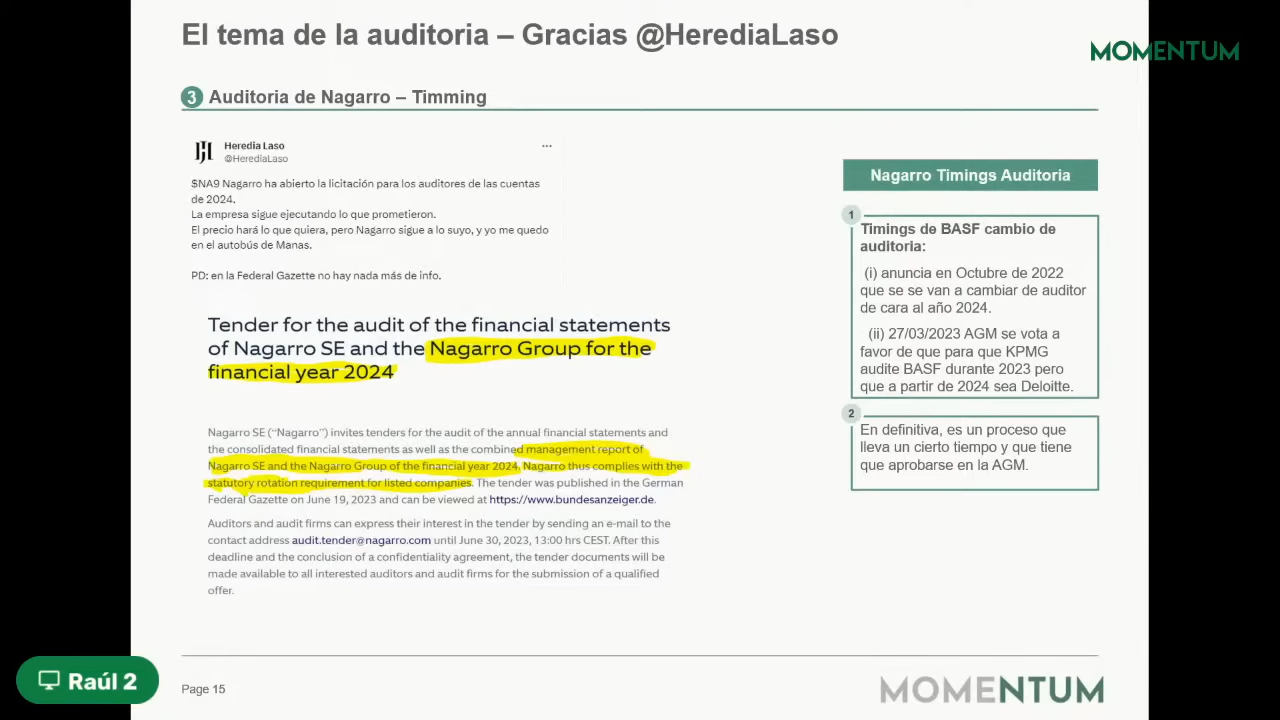 El tema de la auditoria – Gracias @HerediaLaso
MOMENTUM
3 Auditoria de Nagarro – Timming
Heredia Laso
@HerediaLaso
$NA9 Nagarro ha abierto la licitación para los auditores de las cuentas
de 2024.
La empresa sigue ejecutando lo que prometieron.
El precio hará lo que quiera, pero Nagarro sigue a lo suyo, y yo me quedo
en el autobús de Manas.
PD: en la Federal Gazette no hay nada más de info.
Tender for the audit of the financial statements
of Nagarro SE and the Nagarro Group for the
financial year 2024
Nagarro SE (“Nagarro”) invites tenders for the audit of the annual financial statements and
the consolidated financial statements as well as the combined management report of
Nagarro SE and the Nagarro Group of the financial year 2024. Nagarro thus complies with the
statutory rotation requirement for listed companies. The tender was published in the German
Federal Gazette on June 19, 2023 and can be viewed at https://www.bundesanzeiger.de.
Auditors and audit firms can express their interest in the tender by sending an e-mail to the
contact address audit.tender@nagarro.com until June 30, 2023, 13:00 hrs CEST. After this
deadline and the conclusion of a confidentiality agreement, the tender documents will be
made available to all interested auditors and audit firms for the submission of a qualified
offer.
Nagarro Timings Auditoria
1
Timings de BASF cambio de
auditoria:
(i) anuncia en Octubre de 2022
que se se van a cambiar de auditor
de cara al año 2024.
(ii) 27/03/2023 AGM se vota a
favor de que para que KPMG
audite BASF durante 2023 pero
que a partir de 2024 sea Deloitte.
2
En definitiva, es un proceso que
lleva un cierto tiempo y que tiene
que aprobarse en la AGM.
Raúl 2
Page 15
MOMENTUM